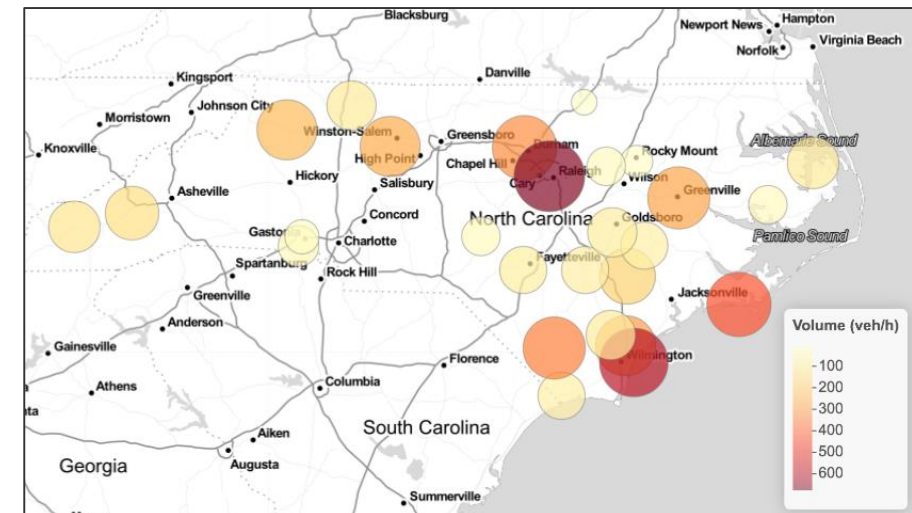 Blacksburg
Hampton
Newport News
Virginia Beach
Norfolk
Danville
Kingsport
Johnson City
Morristown
Winston-Salem
Greensboro
Durham
Albemarle Sound
Knoxville
High Point
Chapel Hill
Raleigh
Rocky Mount
Hickory
Salisbury
Cary
Wilson
Asheville
Greenville
Concord
North Carolina
Goldsboro
Gastonia
Charlotte
Pamlico Sound
Spartanburg
Rock Hill
Fayetteville
Greenville
Jacksonville
Anderson
Volume (veh/h)
Gainesville
Florence
Wilmington
100
Athens
Columbia
200
300
ta
South Carolina
400
Aiken
500
Georgia
Augusta
600
Summerville